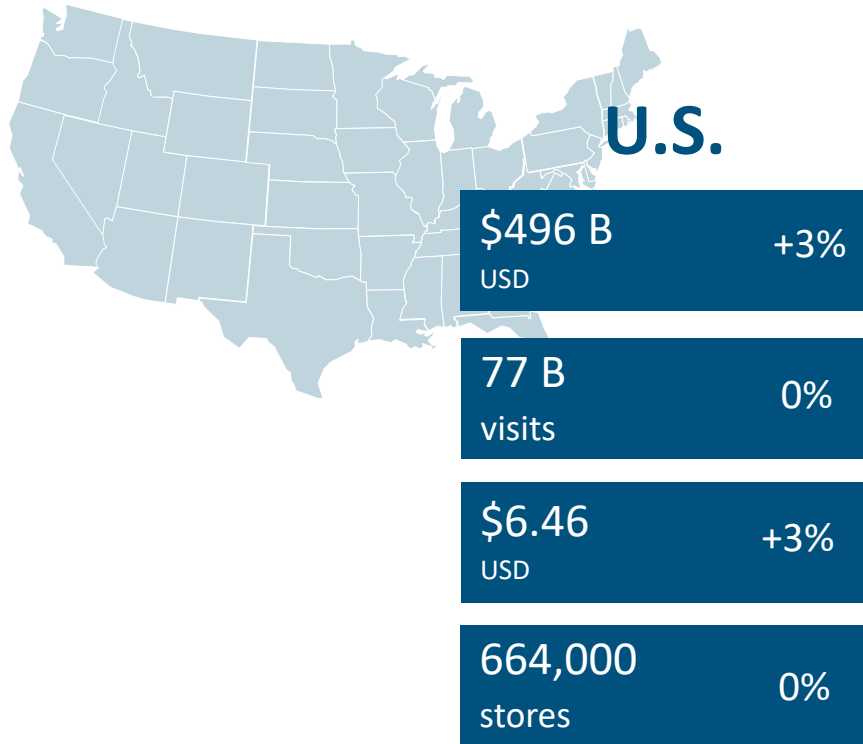 U.S.
$496 B +3%
USD
77 B 0%
visits
$6.46 +3%
USD
664,000 0%
stores